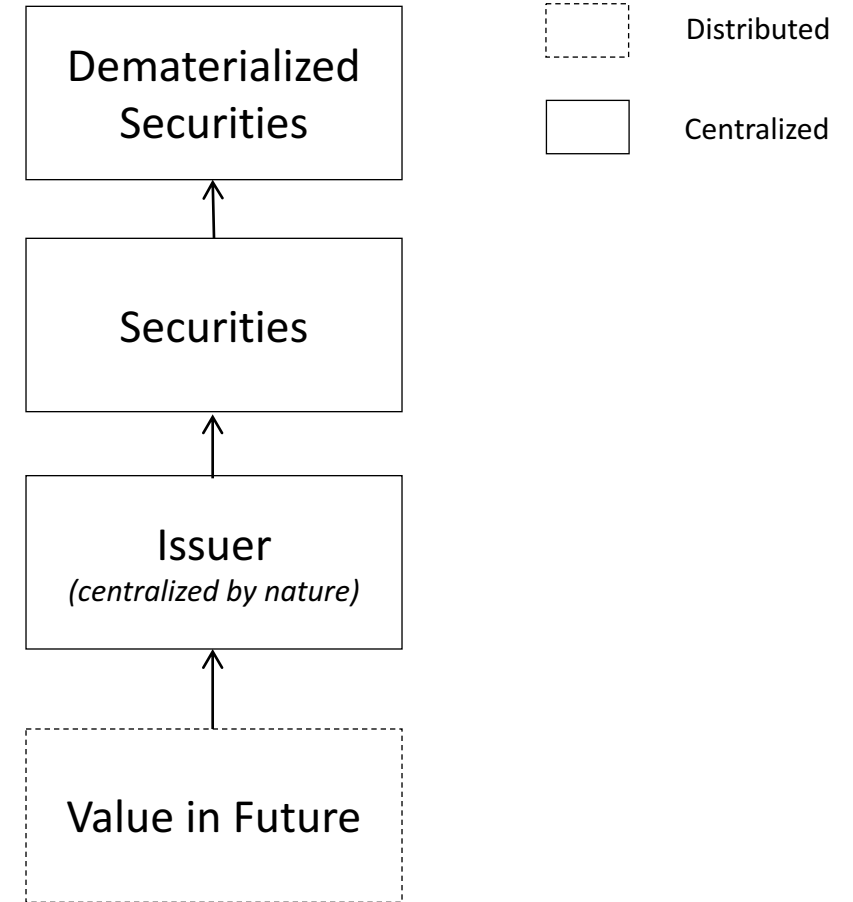 Dematerialized
Securities
Distributed
Centralized
Securities
Issuer
(centralized by nature)
Value in Future